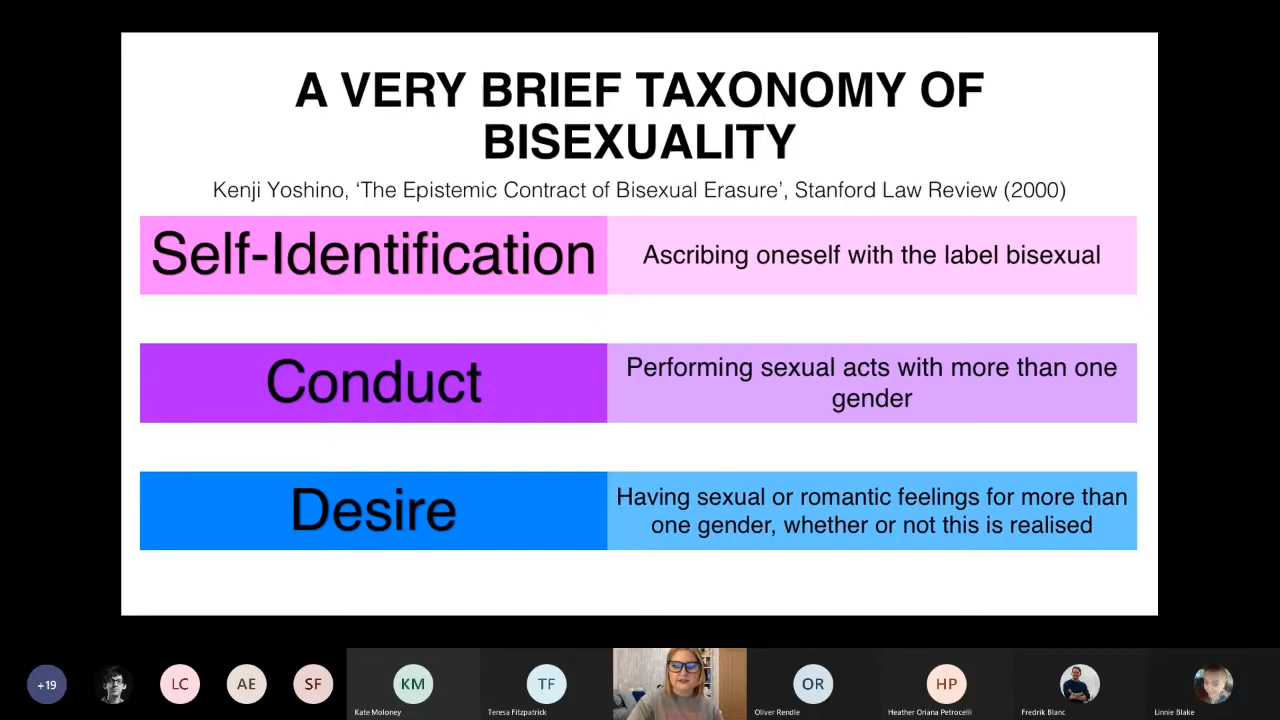 A VERY BRIEF TAXONOMY OF
BISEXUALITY
Kenji Yoshino, ‘The Epistemic Contract of Bisexual Erasure’, Stanford Law Review (2000)
Self-Identification
Ascribing oneself with the label bisexual
Conduct
Performing sexual acts with more than one
gender
Desire
Having sexual or romantic feelings for more than
one gender, whether or not this is realised
+19
LC
AE
SF
KM
TF
OR
HP
Kate Moloney
Teresa Fitzpatrick
Oliver Rendle
Heather Oriana Petrocelli
Fredrik Blanc
Linnie Blake